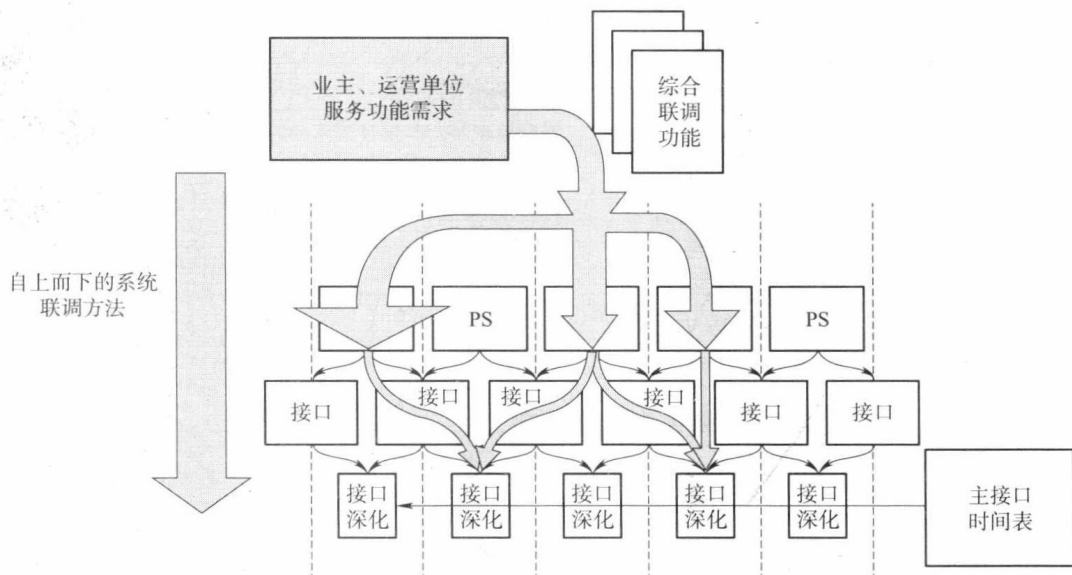 业主、运营单位
服务功能需求
综合
联调
功能
自上而下的系统
联调方法
PS
PS
接口
接口
接口
接口
接口
接口
接口
深化
接口
深化
接口
深化
接口
深化
接口
深化
主接口
时间表